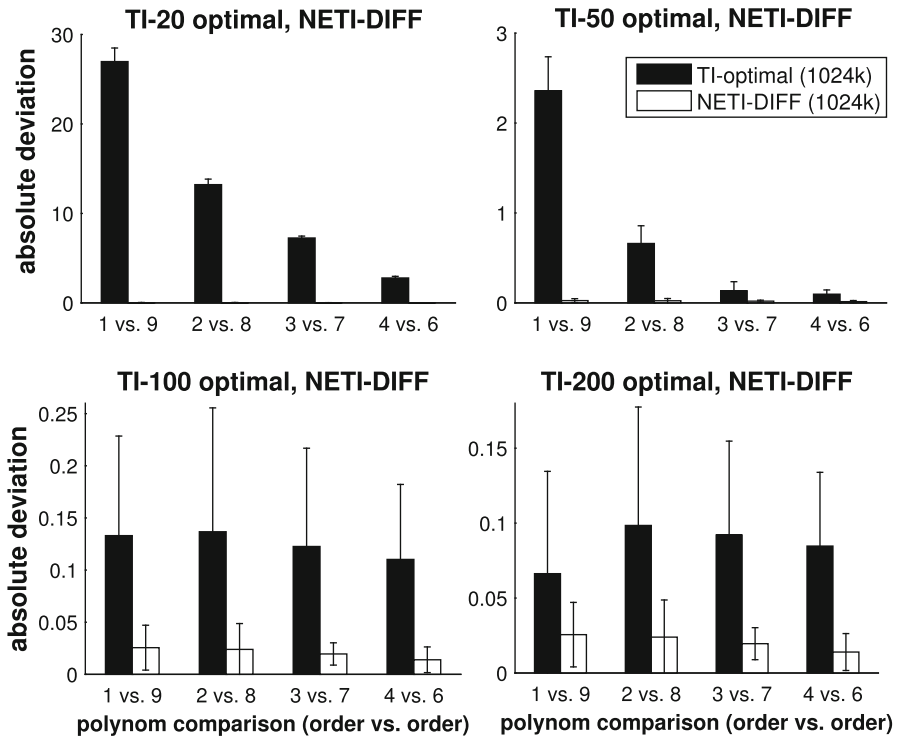 TI-20 optimal, NETI-DIFF
absolute deviation
30
20
10
0
1 vs. 9 2 vs. 8 3 vs. 7 4 vs. 6
TI-50 optimal, NETI-DIFF
TI-optimal (1024k)
NETI-DIFF (1024k)
3
2
1
0
1 vs. 9 2 vs. 8 3 vs. 7 4 vs. 6
TI-100 optimal, NETI-DIFF
absolute deviation
0.25
0.2
0.15
0.1
0.05
0
1 vs. 9 2 vs. 8 3 vs. 7 4 vs. 6
polynom comparison (order vs. order)
TI-200 optimal, NETI-DIFF
0.15
0.1
0.05
0
1 vs. 9 2 vs. 8 3 vs. 7 4 vs. 6
polynom comparison (order vs. order)